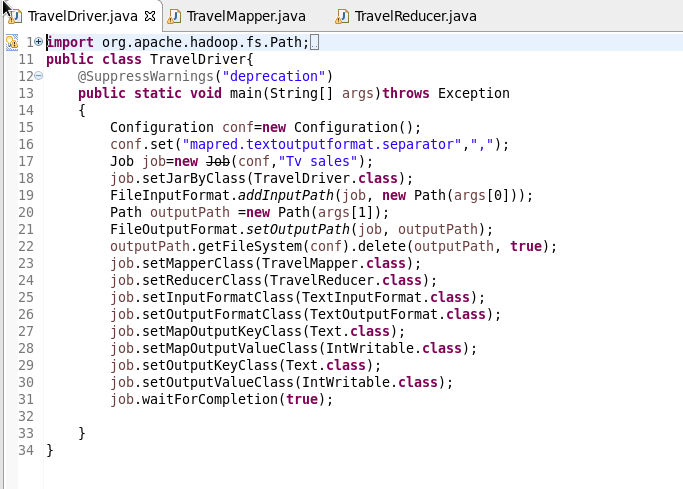 TravelDriver.java TravelMapper.java TravelReducer.java
1 import org.apache.hadoop.fs.Path;
11 public class TravelDriver{
12 @SuppressWarnings("deprecation")
13 public static void main(String[] args)throws Exception
14 {
15 Configuration conf=new Configuration();
16 conf.set("mapred.textoutputformat.separator",",");
17 Job job=new Job(conf,"Tv sales");
18 job.setJarByClass(TravelDriver.class);
19 FileInputFormat.addInputPath(job, new Path(args[0]));
20 Path outputPath =new Path(args[1]);
21 FileOutputFormat.setOutputPath(job, outputPath);
22 outputPath.getFileSystem(conf).delete(outputPath, true);
23 job.setMapperClass(TravelMapper.class);
24 job.setReducerClass(TravelReducer.class);
25 job.setInputFormatClass(TextInputFormat.class);
26 job.setOutputFormatClass(TextOutputFormat.class);
27 job.setMapOutputKeyClass(Text.class);
28 job.setMapOutputValueClass(IntWritable.class);
29 job.setOutputKeyClass(Text.class);
30 job.setOutputValueClass(IntWritable.class);
31 job.waitForCompletion(true);
32
33 }
34 }